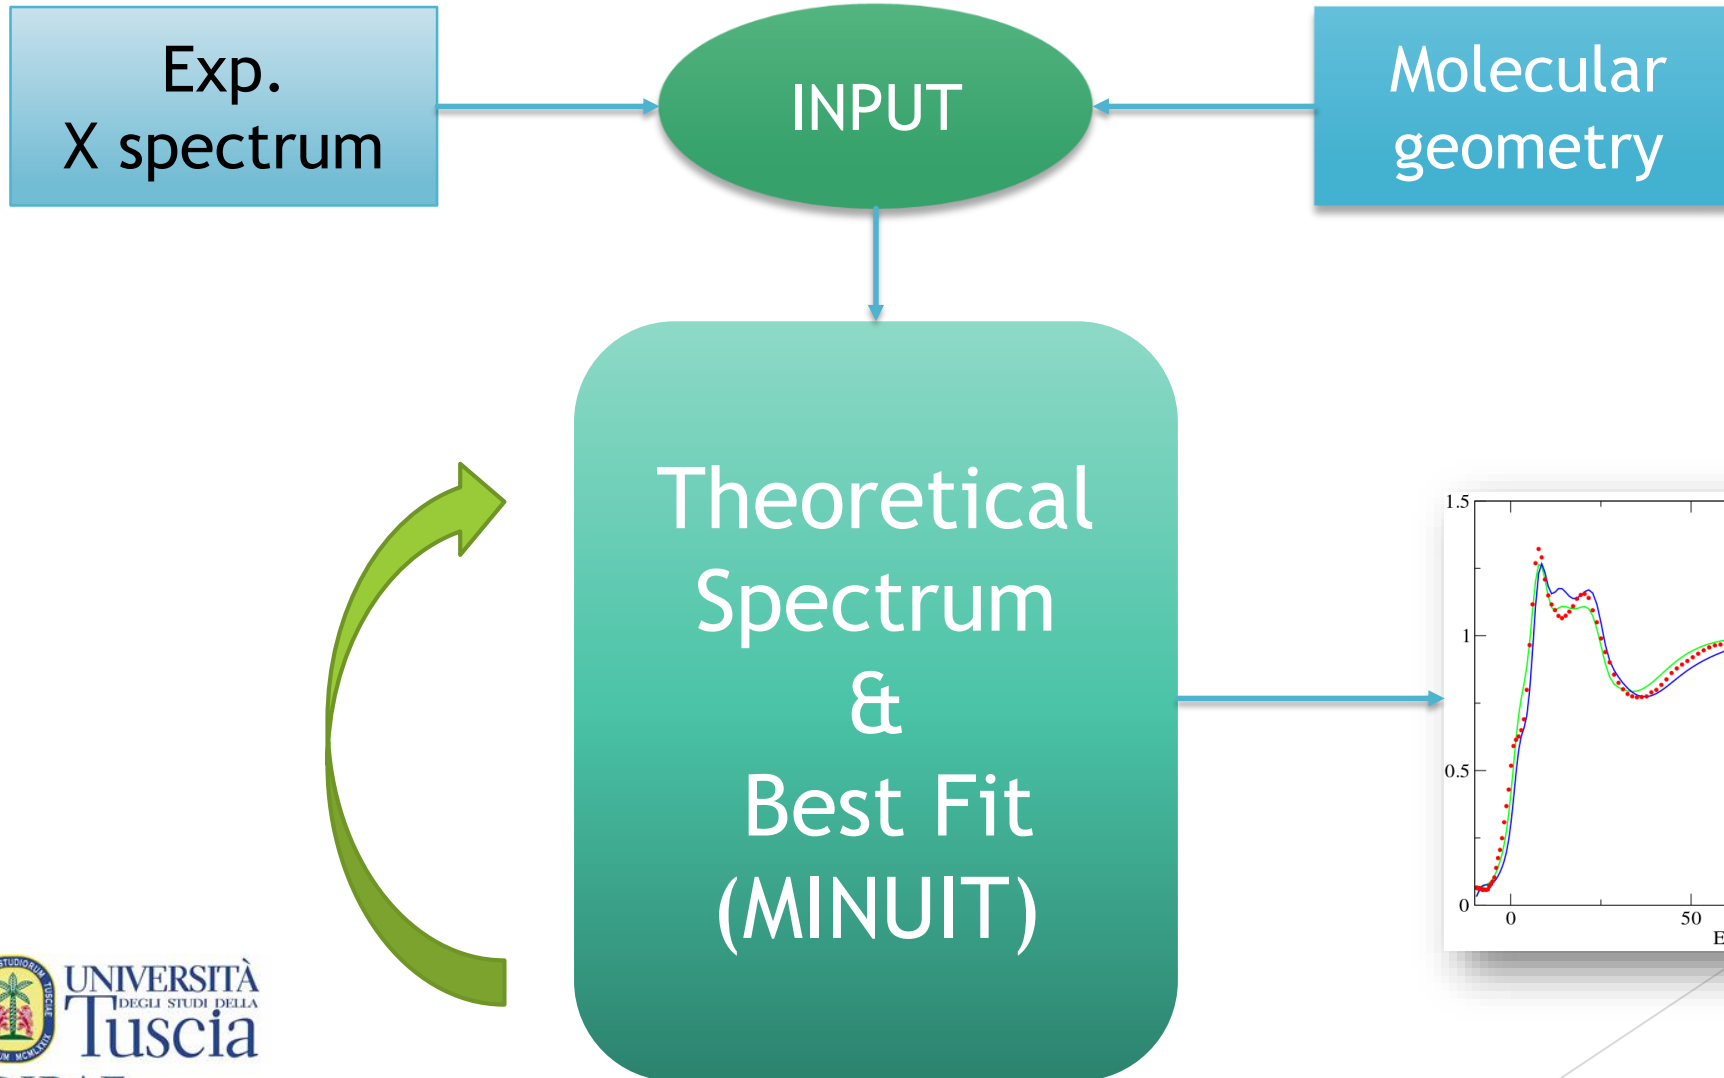 Exp.
X spectrum
INPUT
Molecular
geometry
Theoretical
Spectrum
&
Best Fit
(MINUIT)
1.5
1
0.5
0
0
50
E
UNIVERSITÀ
DEGLI STUDI DELLA
Tuscia